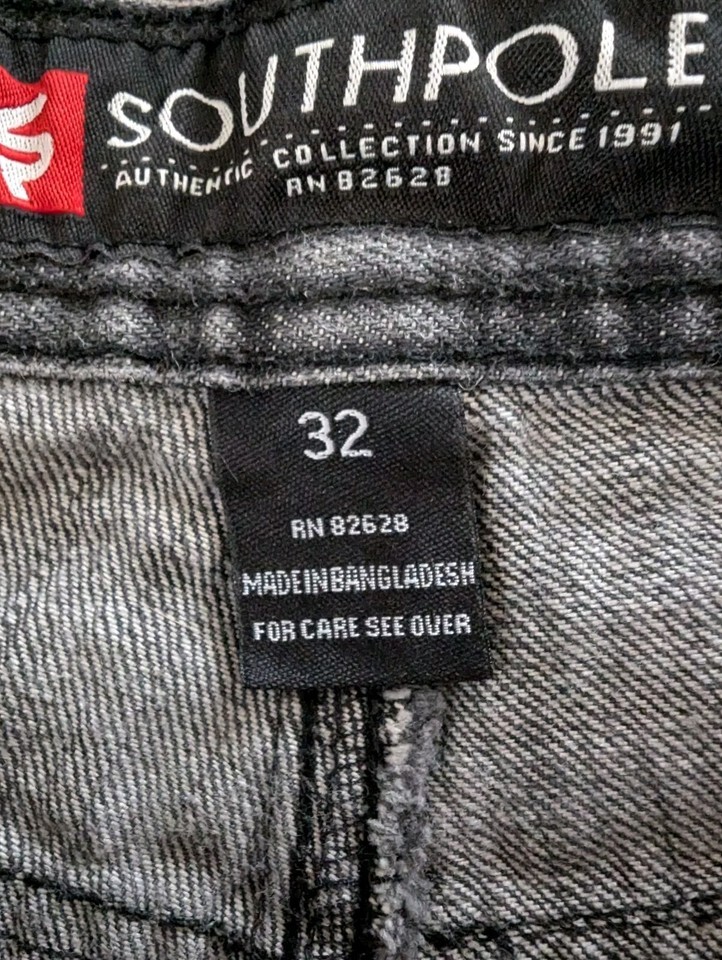 SOUTHPOLE
AUTHENTIC COLLECTION SINCE 1991
RN 82628
32
RN 82628
MADEINBANGLADESH
FOR CARE SEE OVER